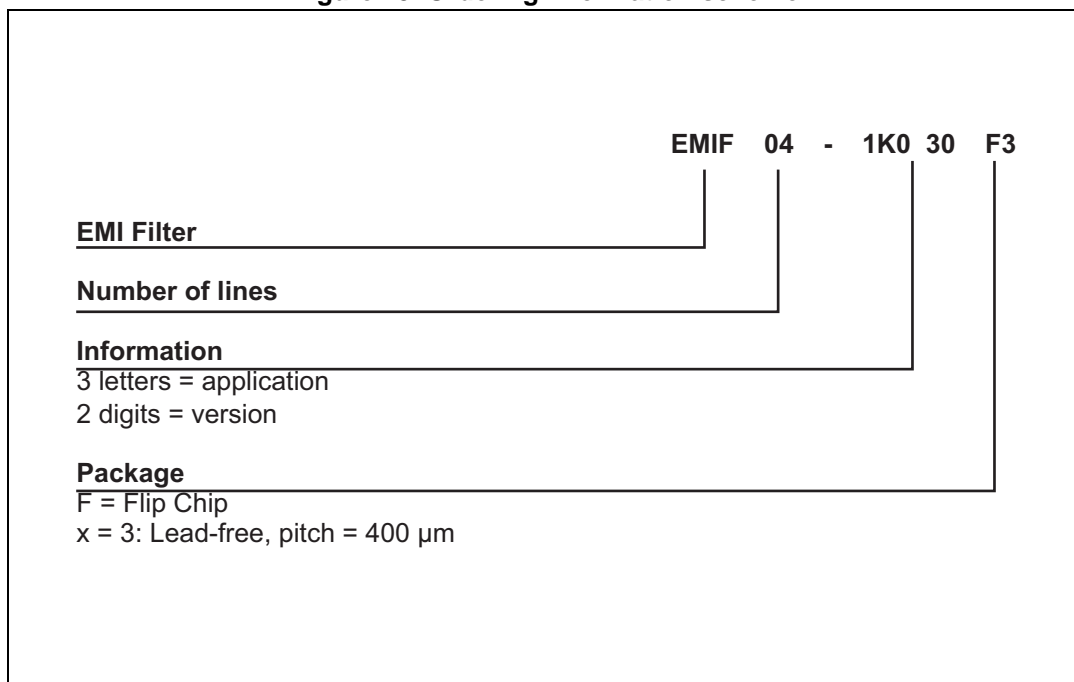 EMIF 04 - 1K0 30 F3
EMI Filter
Number of lines
Information
3 letters = application
2 digits = version
Package
F = Flip Chip
x = 3: Lead-free, pitch = 400 µm